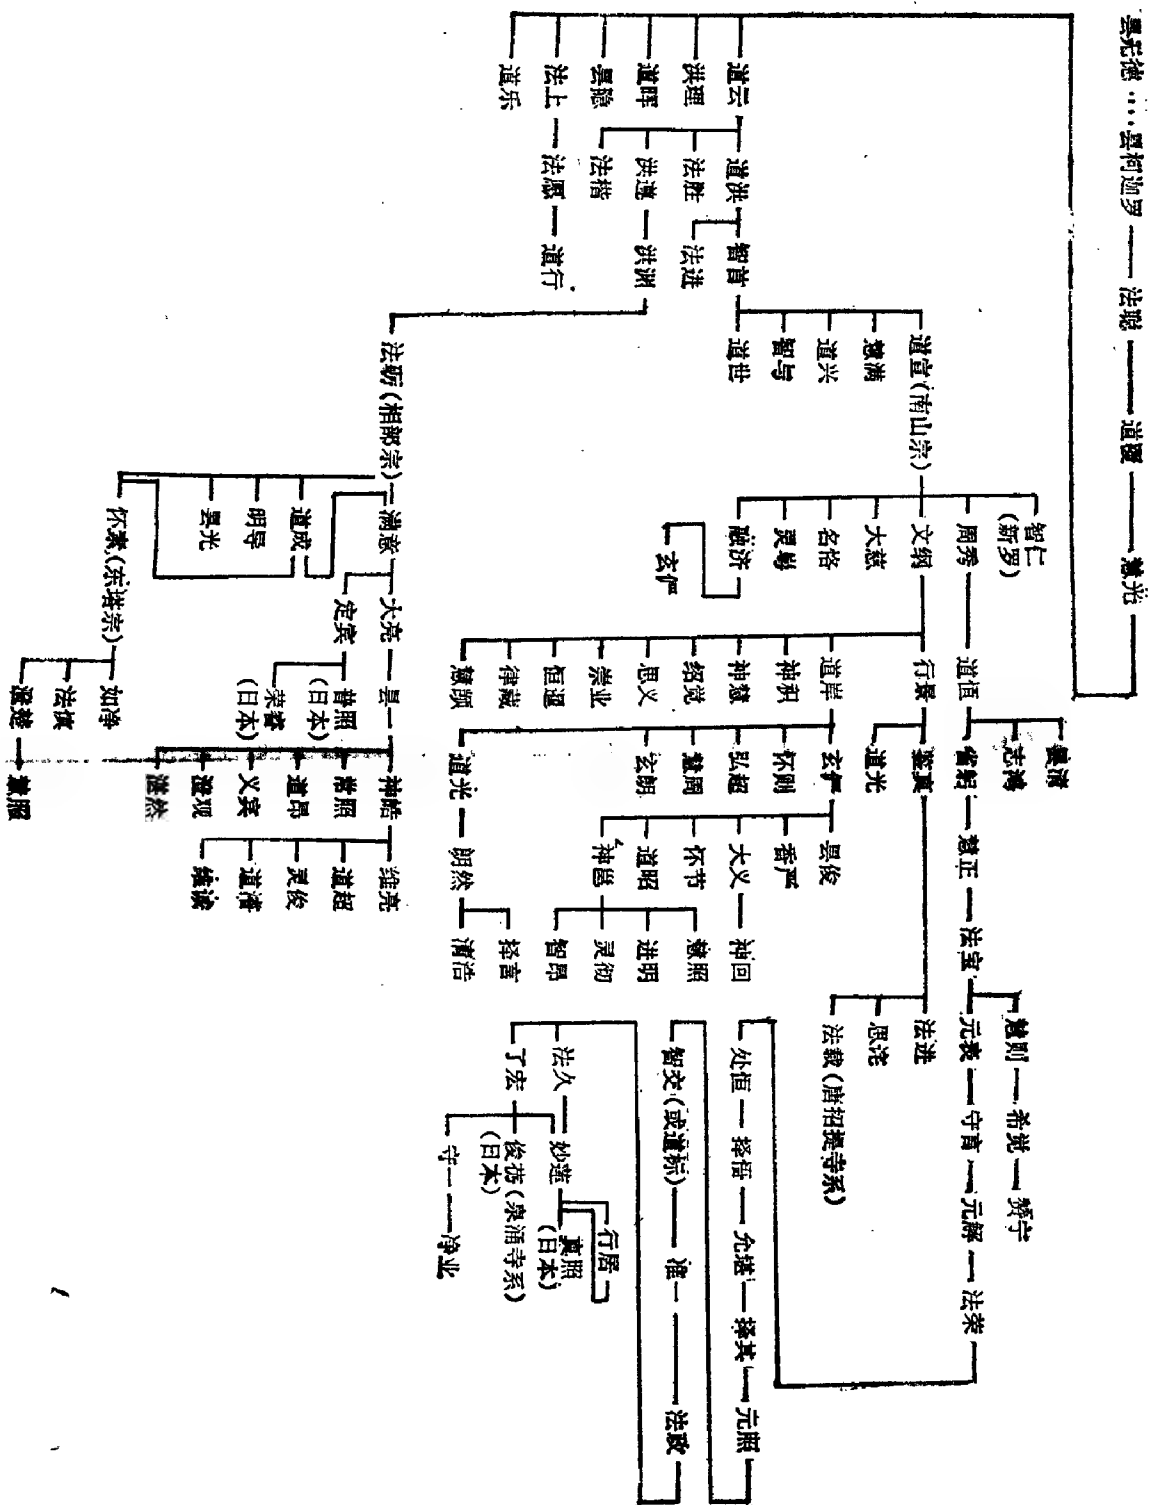 昙无德····昙柯迦罗——法聪——道覆——慧光
道云
洪理
道晖
昙隐
法上
道乐
道洪
法胜
洪遵
法楷
法愿
道行
智首
法进
洪渊
道宣(南山宗)
慧满
道兴
智与
道世
法砺(相部宗)
智仁
(新罗)
周秀
文纲
大慈
名恪
灵崿
融济
玄俨
满意
道成
明导
昙光
怀素(东塔宗)
大亮
定宾
昙一
普照
(日本)
荣睿
(日本)
如净
法慎
澄楚
慧照
道恒
行景
道岸
神积
神慧
绍觉
思义
崇业
恒暹
律藏
慧𫖳
昙清
志鸿
省躬
鉴真
道光
玄俨
怀则
弘超
慧周
玄朗
道光
神皓
常照
道昂
义宾
澄观
湛然
慧正
昙俊
香严
大义
怀节
道昭
神邕
朗然
维亮
道超
灵俊
道濬
维诚
法宝
神回
慧照
进明
灵彻
智昂
择言
清浩
慧则——希觉——赞宁
元表——守言——元解——法荣
法进
思讬
法载(唐招提寺系)
处恒——择悟——允堪——择其——元照
智交(或道标)——准一——法政
法久——妙莲
了宏
行居
真照
(日本)
俊芿(泉涌寺系)
(日本)
守一——净业